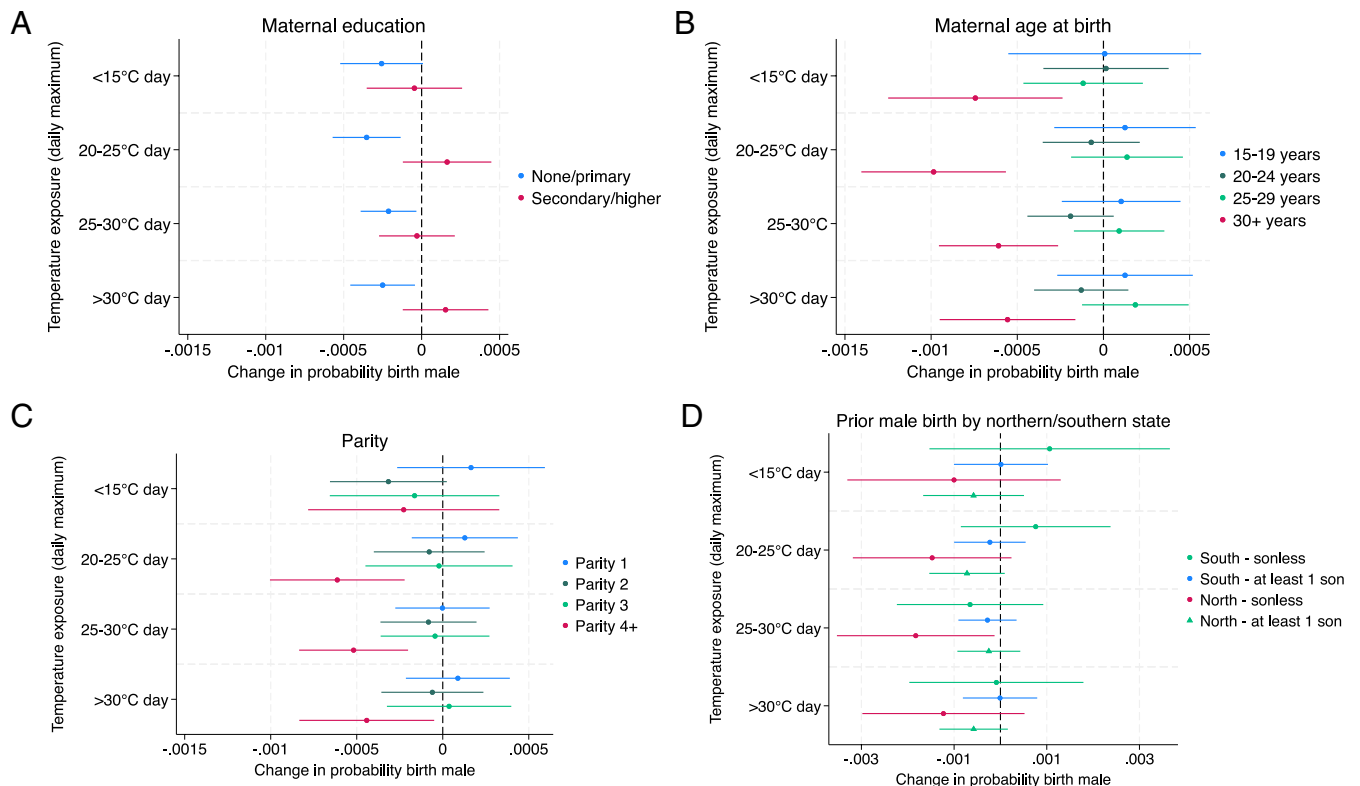 A
Maternal education
Temperature exposure (daily maximum)
<15°C day
20-25°C day
25-30°C day
>30°C day
-.0015
-.001
-.0005
0
.0005
Change in probability birth male
None/primary
Secondary/higher
B
Maternal age at birth
Temperature exposure (daily maximum)
<15°C day
20-25°C day
25-30°C
>30°C day
-.0015
-.001
-.0005
0
.0005
Change in probability birth male
15-19 years
20-24 years
25-29 years
30+ years
C
Parity
Temperature exposure (daily maximum)
<15°C day
20-25°C day
25-30°C day
>30°C day
-.0015
-.001
-.0005
0
.0005
Change in probability birth male
Parity 1
Parity 2
Parity 3
Parity 4+
D
Prior male birth by northern/southern state
Temperature exposure (daily maximum)
<15°C day
20-25°C day
25-30°C day
>30°C day
-.003
-.001
.001
.003
Change in probability birth male
South - sonless
South - at least 1 son
North - sonless
North - at least 1 son